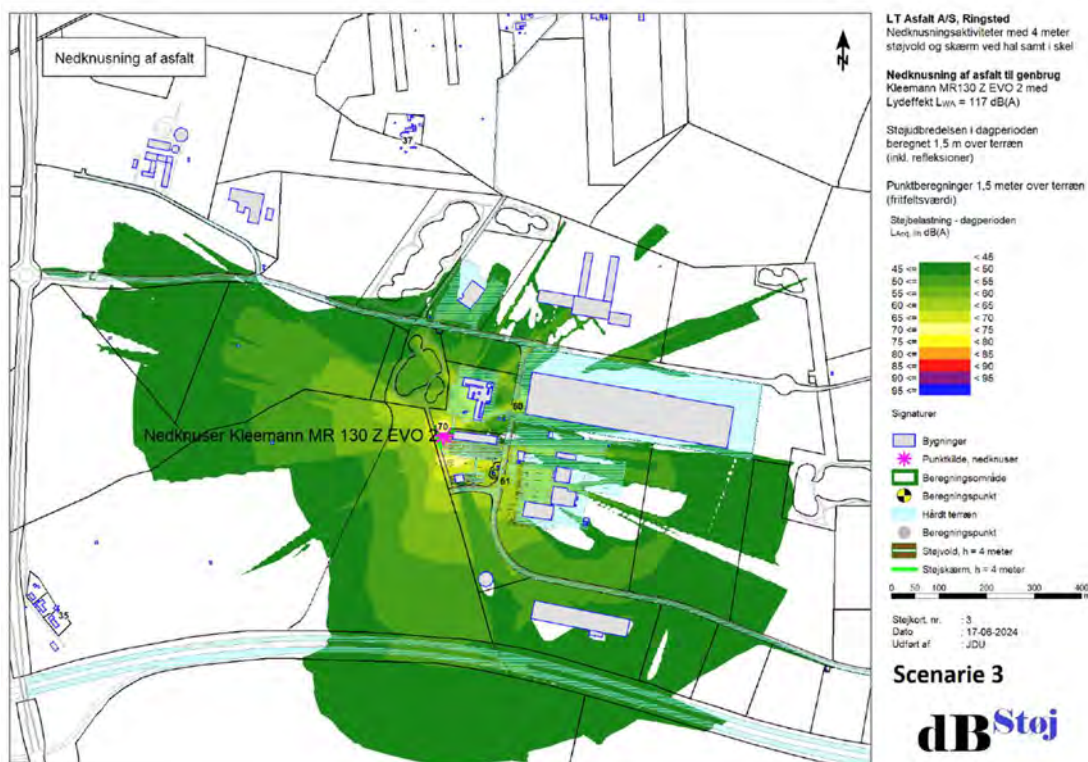 Nedknusning af asfalt
N
37
60
70
Nedknuser Kleemann MR 130 Z EVO 2
61
35
LT Asfalt A/S, Ringsted
Nedknusningsaktiviteter med 4 meter
støjvold og skærm ved hal samt i skel
Nedknusning af asfalt til genbrug
Kleemann MR130 Z EVO 2 med
Lydeffekt LWA = 117 dB(A)
Støjudbredelsen i dagperioden
beregnet 1,5 m over terræn
(inkl. refleksioner)
Punktberegninger 1,5 meter over terræn
(fritfeltsværdi)
Støjbelastning - dagperioden
dB(A)
< 45
45 <= < 50
50 <= < 55
55 <= < 60
60 <= < 65
65 <= < 70
70 <= < 75
75 <= < 80
80 <= < 85
85 <= < 90
90 <= < 95
95 <=
Signaturer
Bygninger
Punktkilde, nedknuser
Beregningsområde
Beregningspunkt
Hårdt terræn
Beregningspunkt
Støjvold, h = 4 meter
Støjskærm, h = 4 meter
0 50 100 200 300 400
Støjkort. nr. : 3
Dato : 17-06-2024
Udført af : JDU
Scenarie 3
dB Støj